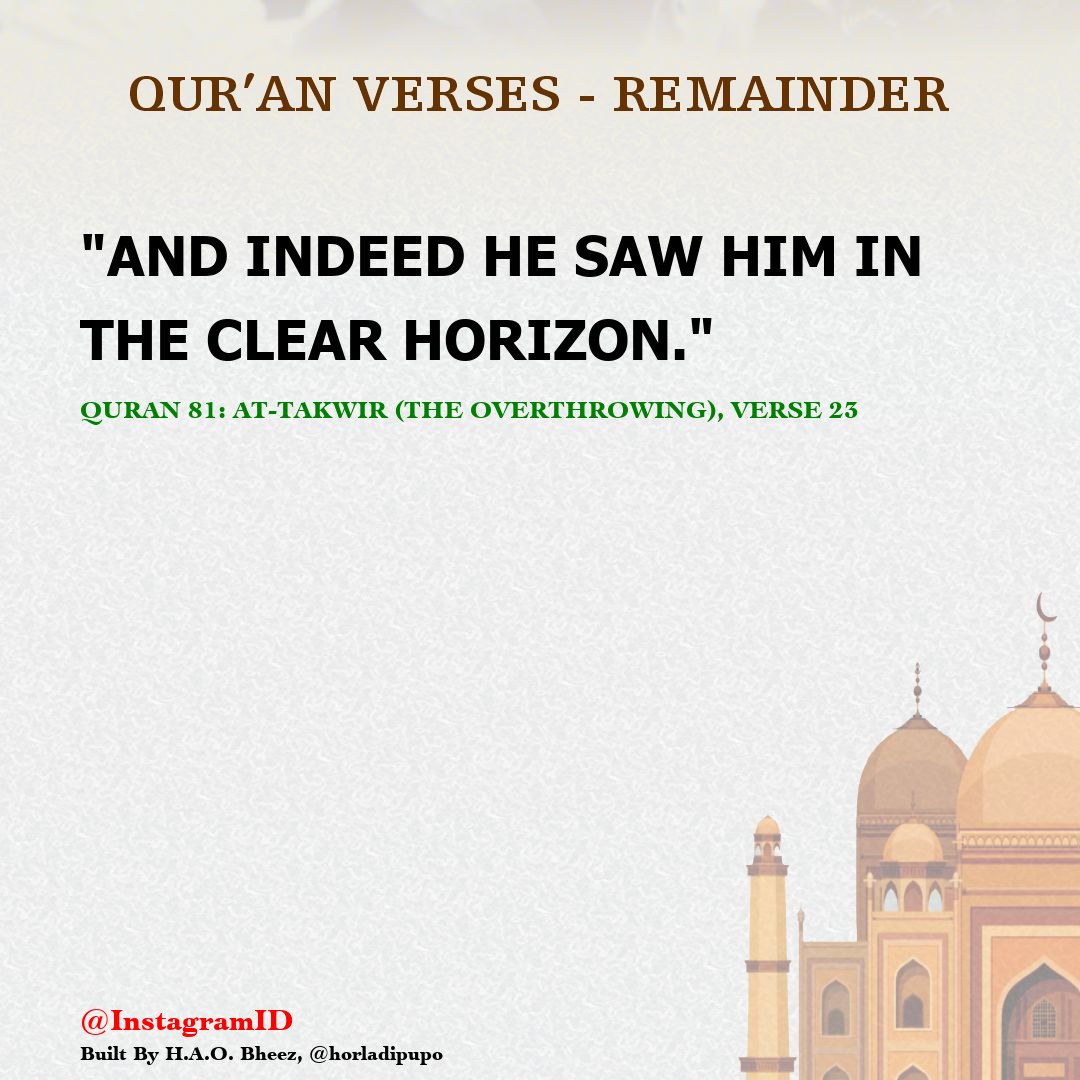 QUR'AN VERSES - REMAINDER
"AND INDEED HE SAW HIM IN
THE CLEAR HORIZON."
QURAN 81: AT-TAKWIR (THE OVERTHROWING), VERSE 23
@InstagramID
Built By H.A.O. Bheez, @horladipupo